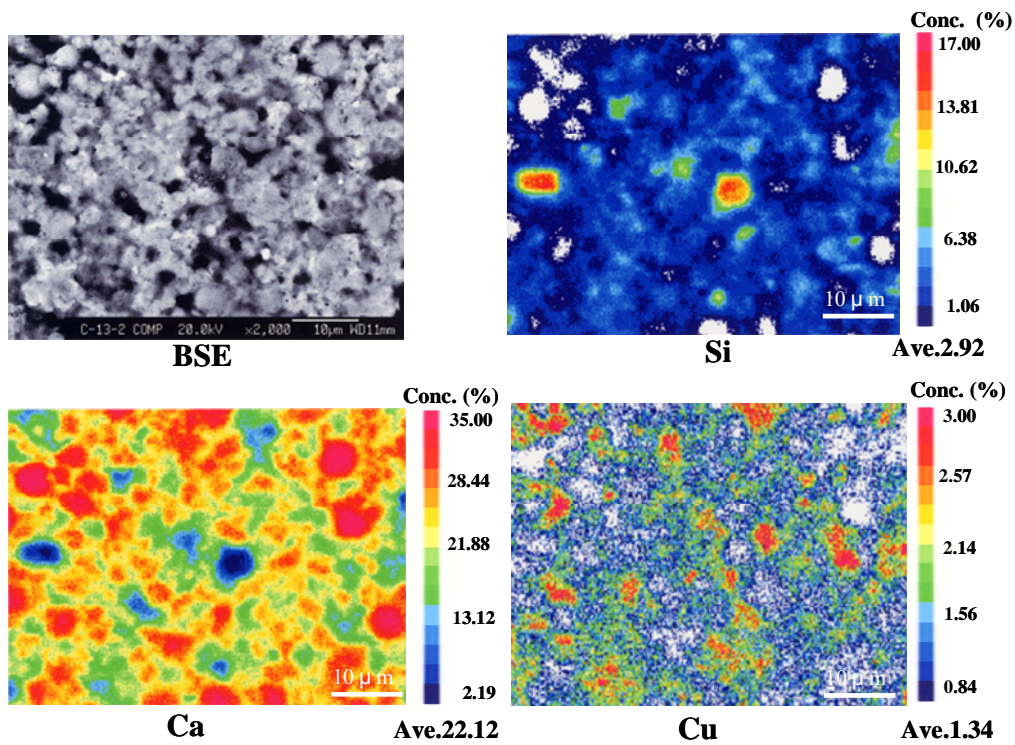 Conc. (%)
17.00
13.81
10.62
6.38
1.06
10 μ m
Si
Ave.2.92
C-13-2 COMP 20.0kV ×2,000 10μm WD11mm
BSE
Conc. (%)
35.00
28.44
21.88
13.12
2.19
10 μ m
Ca
Ave.22.12
Conc. (%)
3.00
2.57
2.14
1.56
0.84
10 μ m
Cu
Ave.1.34